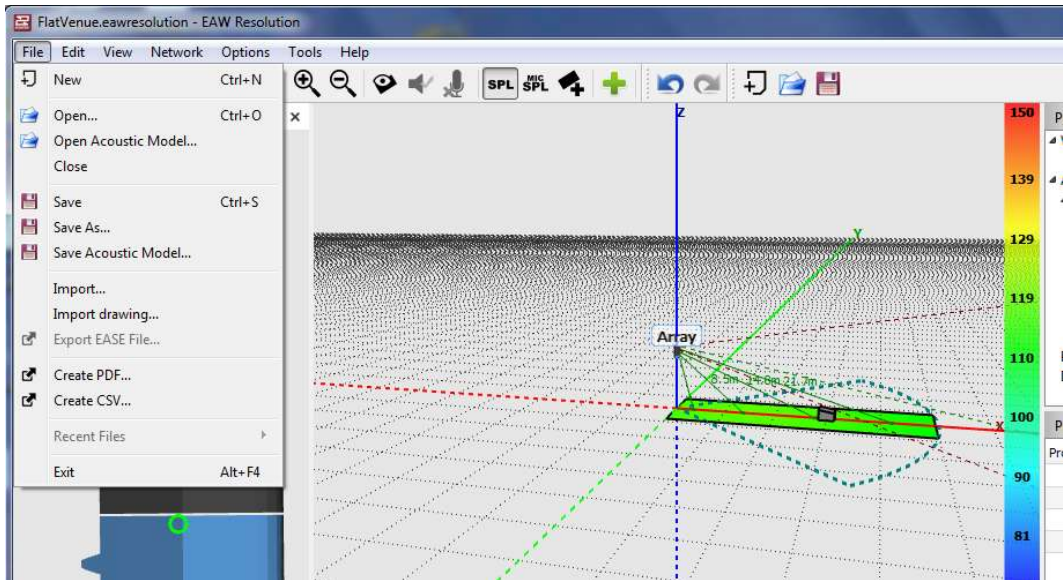 FlatVenue.eawresolution - EAW Resolution
File Edit View Network Options Tools Help
New Ctrl+N
Open... Ctrl+O
Open Acoustic Model...
Close
Save Ctrl+S
Save As...
Save Acoustic Model...
Import...
Import drawing...
Export EASE File...
Create PDF...
Create CSV...
Recent Files
Exit Alt+F4
SPL MIC SPL
Z
Y
X
Array
150
139
129
119
110
100
90
81
P
P
Pro